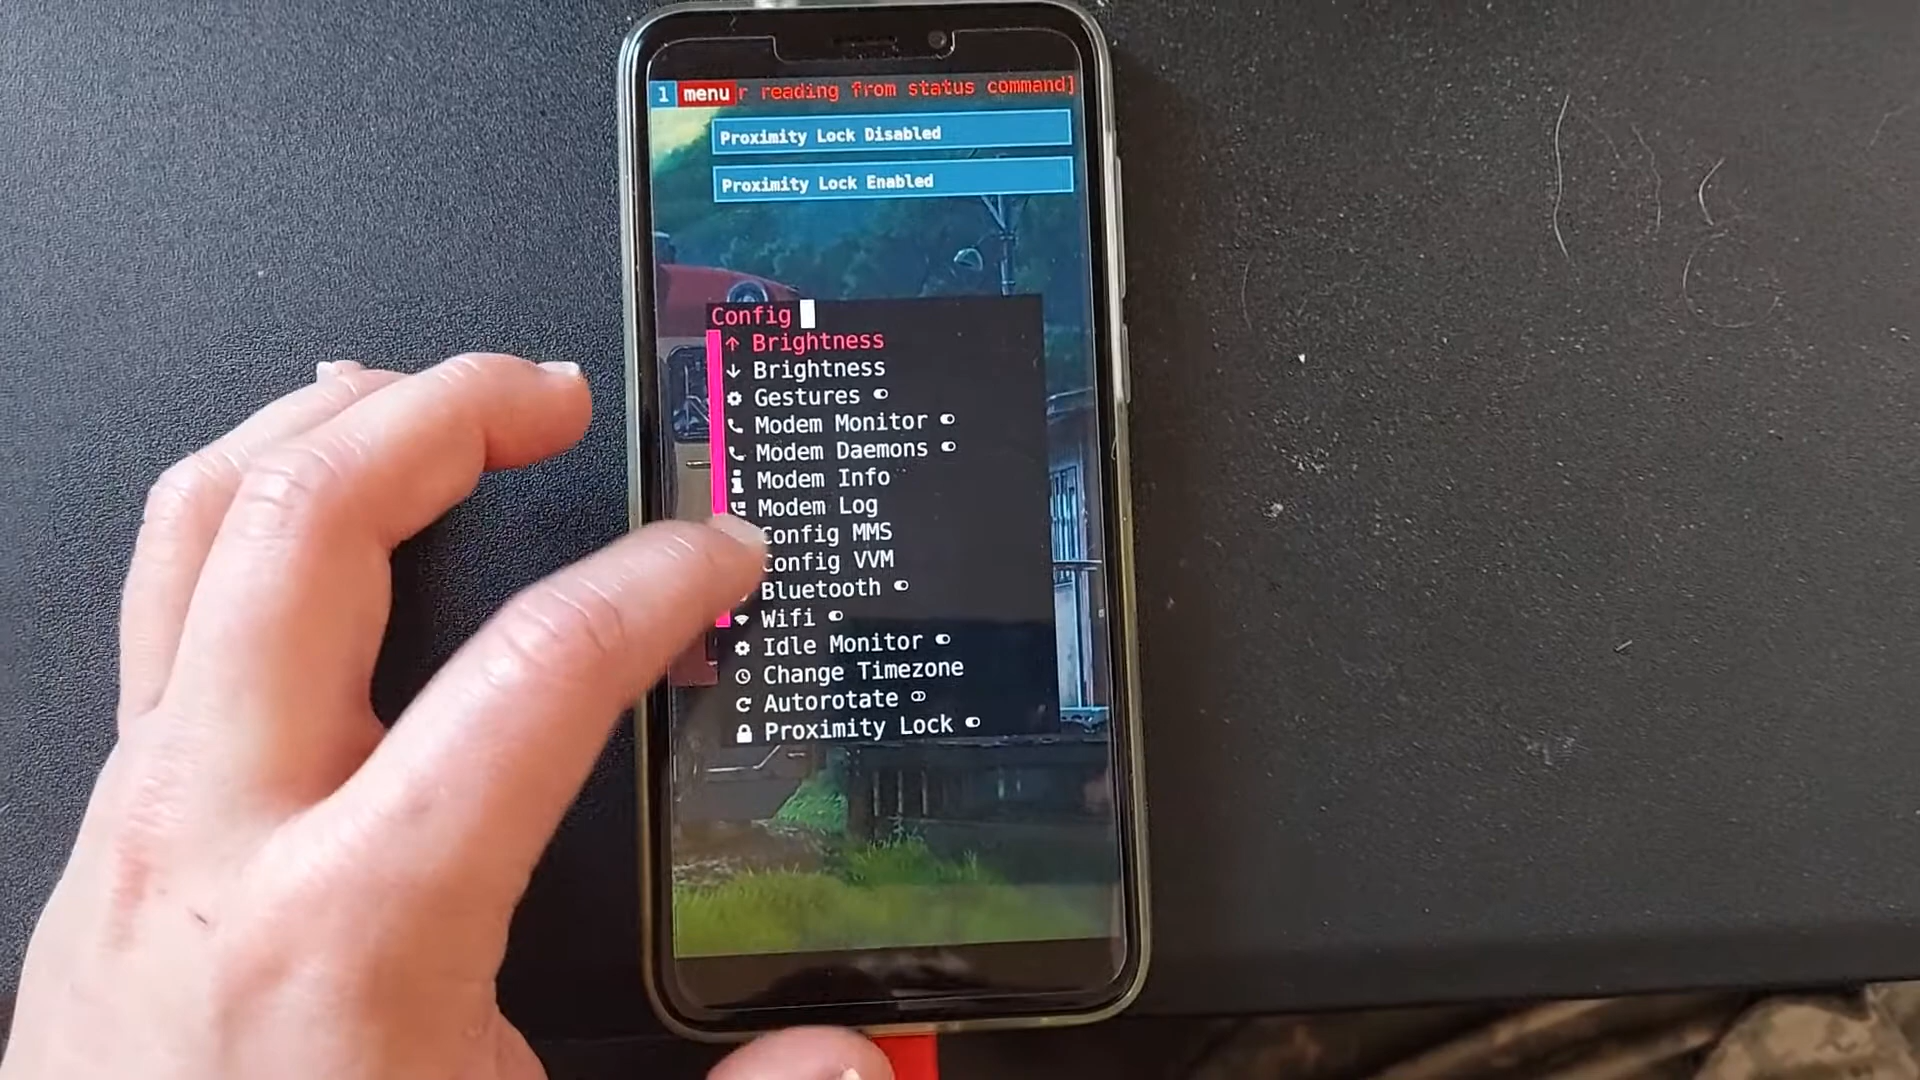 1 menu r reading from status command]
Proximity Lock Disabled
Proximity Lock Enabled
Config
↑ Brightness
↓ Brightness
Gestures
Modem Monitor
Modem Daemons
Modem Info
Modem Log
Config MMS
Config VVM
Bluetooth
Wifi
Idle Monitor
Change Timezone
Autorotate
Proximity Lock